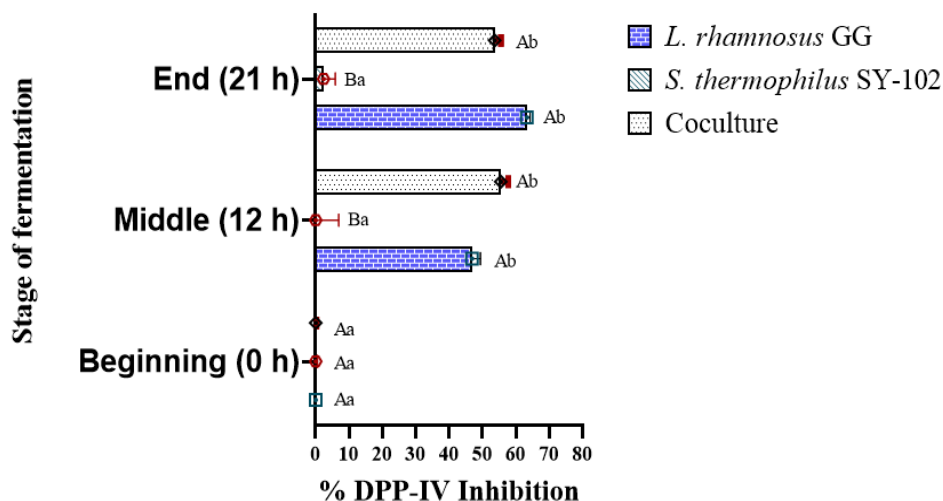 Ab
L. rhamnosus GG
End (21 h)
Ba
S. thermophilus SY-102
Ab
Coculture
Stage of fermentation
Ab
Middle (12 h)
Ba
Ab
Aa
Beginning (0 h)
Aa
Aa
0 10 20 30 40 50 60 70 80
% DPP-IV Inhibition